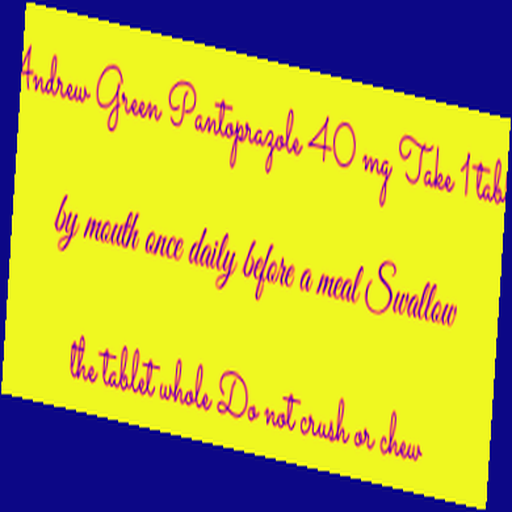 Andrew Green Pantoprazole 40 mg Take 1 tab
by mouth once daily before a meal Swallow
the tablet whole Do not crush or chew